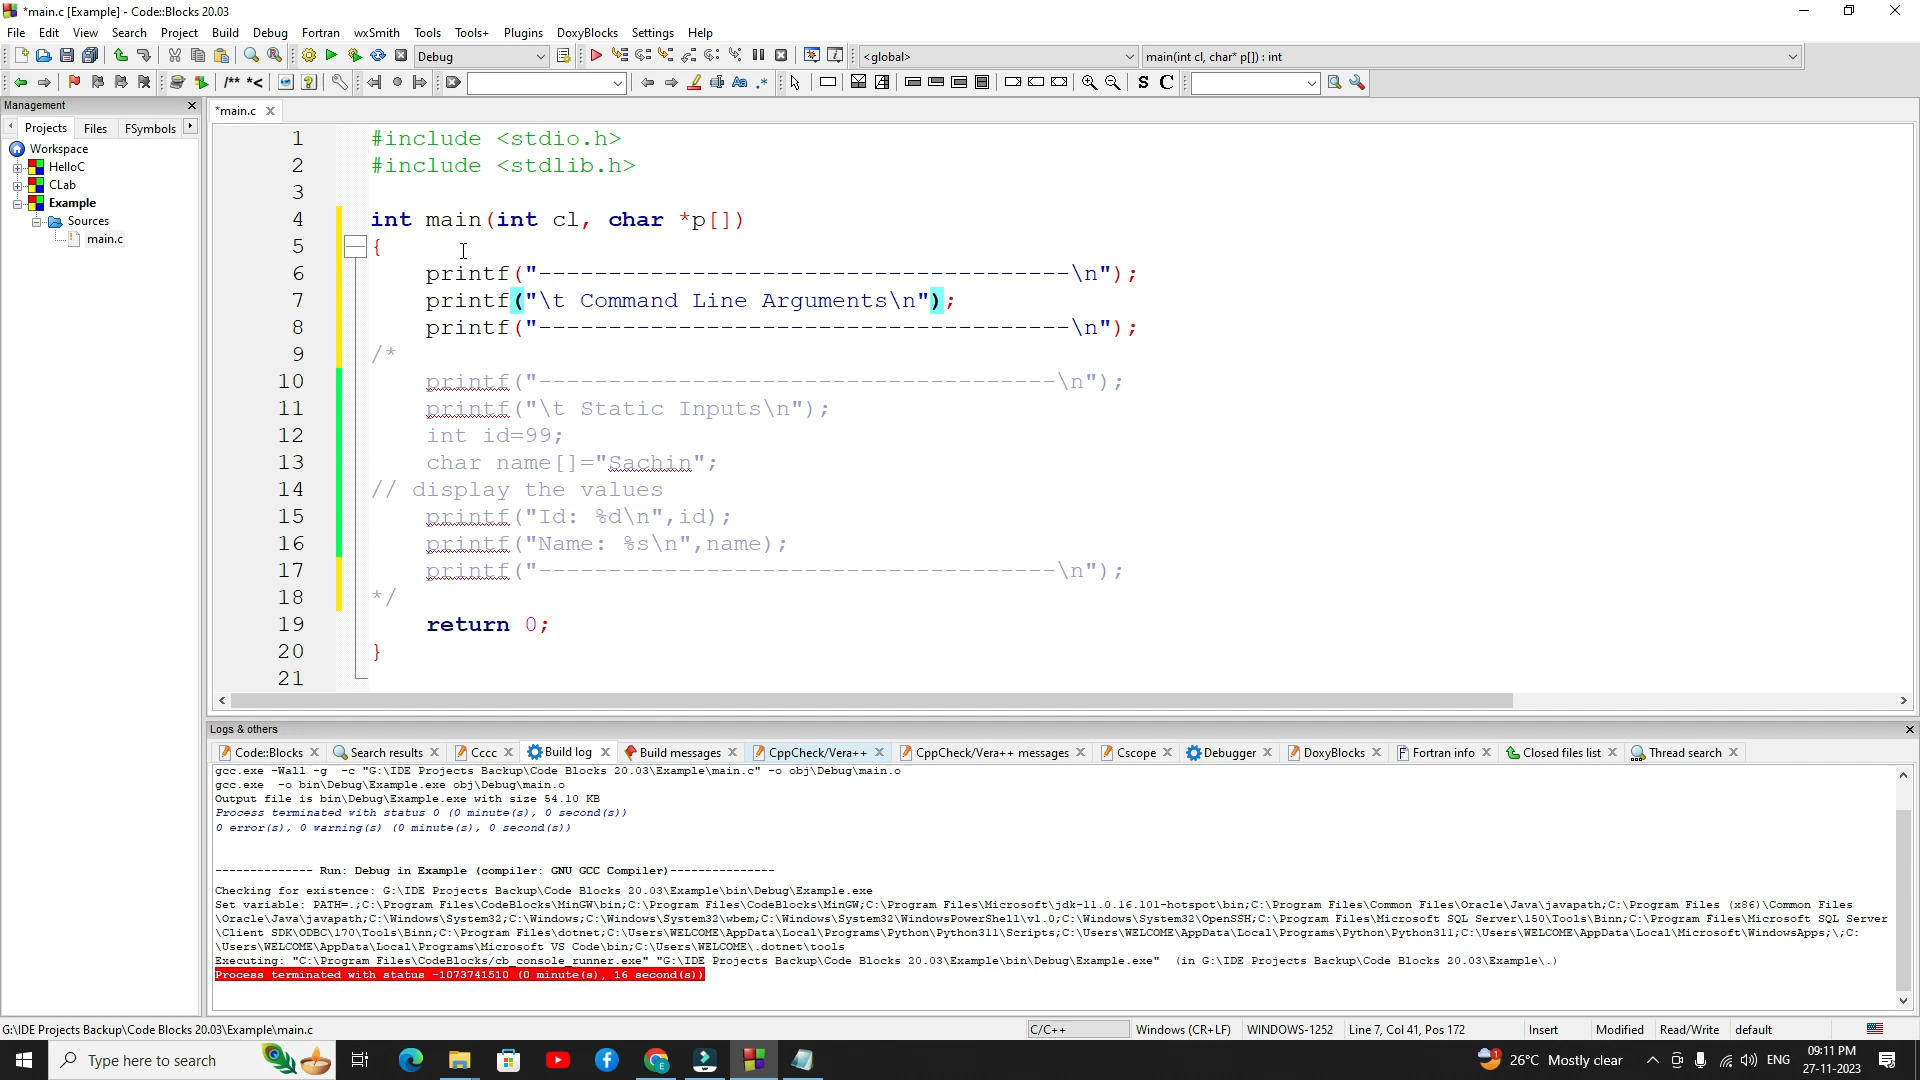 *main.c [Example] - Code::Blocks 20.03
File Edit View Search Project Build Debug Fortran wxSmith Tools Tools+ Plugins DoxyBlocks Settings Help
Debug <global> main(int cl, char* p[]) : int
/** *< Aa .* S C
Management
*main.c
Projects Files FSymbols
Workspace
HelloC
CLab
Example
Sources
main.c
1 #include <stdio.h>
2 #include <stdlib.h>
3
4 int main(int cl, char *p[])
5 {
6 printf("--------------------------------------\n");
7 printf("\t Command Line Arguments\n");
8 printf("--------------------------------------\n");
9 /*
10 printf("-------------------------------------\n");
11 printf("\t Static Inputs\n");
12 int id=99;
13 char name[]="Sachin";
14 // display the values
15 printf("Id: %d\n",id);
16 printf("Name: %s\n",name);
17 printf("-------------------------------------\n");
18 */
19 return 0;
20 }
21
Logs & others
Code::Blocks Search results Cccc Build log Build messages CppCheck/Vera++ CppCheck/Vera++ messages Cscope Debugger DoxyBlocks Fortran info Closed files list Thread search
gcc.exe -Wall -g -c "G:\IDE Projects Backup\Code Blocks 20.03\Example\main.c" -o obj\Debug\main.o
gcc.exe -o bin\Debug\Example.exe obj\Debug\main.o
Output file is bin\Debug\Example.exe with size 54.10 KB
Process terminated with status 0 (0 minute(s), 0 second(s))
0 error(s), 0 warning(s) (0 minute(s), 0 second(s))
-------------- Run: Debug in Example (compiler: GNU GCC Compiler)---------------
Checking for existence: G:\IDE Projects Backup\Code Blocks 20.03\Example\bin\Debug\Example.exe
Set variable: PATH=.;C:\Program Files\CodeBlocks\MinGW\bin;C:\Program Files\CodeBlocks\MinGW;C:\Program Files\Microsoft\jdk-11.0.16.101-hotspot\bin;C:\Program Files\Common Files\Oracle\Java\javapath;C:\Program Files (x86)\Common Files
\Oracle\Java\javapath;C:\Windows\System32;C:\Windows;C:\Windows\System32\wbem;C:\Windows\System32\WindowsPowerShell\v1.0;C:\Windows\System32\OpenSSH;C:\Program Files\Microsoft SQL Server\150\Tools\Binn;C:\Program Files\Microsoft SQL Server
\Client SDK\ODBC\170\Tools\Binn;C:\Program Files\dotnet;C:\Users\WELCOME\AppData\Local\Programs\Python\Python311\Scripts;C:\Users\WELCOME\AppData\Local\Programs\Python\Python311;C:\Users\WELCOME\AppData\Local\Microsoft\WindowsApps;\;C:
\Users\WELCOME\AppData\Local\Programs\Microsoft VS Code\bin;C:\Users\WELCOME\.dotnet\tools
Executing: "C:\Program Files\CodeBlocks/cb_console_runner.exe" "G:\IDE Projects Backup\Code Blocks 20.03\Example\bin\Debug\Example.exe" (in G:\IDE Projects Backup\Code Blocks 20.03\Example\.)
Process terminated with status -1073741510 (0 minute(s), 16 second(s))
G:\IDE Projects Backup\Code Blocks 20.03\Example\main.c C/C++ Windows (CR+LF) WINDOWS-1252 Line 7, Col 41, Pos 172 Insert Modified Read/Write default
Type here to search 26°C Mostly clear ENG 09:11 PM
27-11-2023